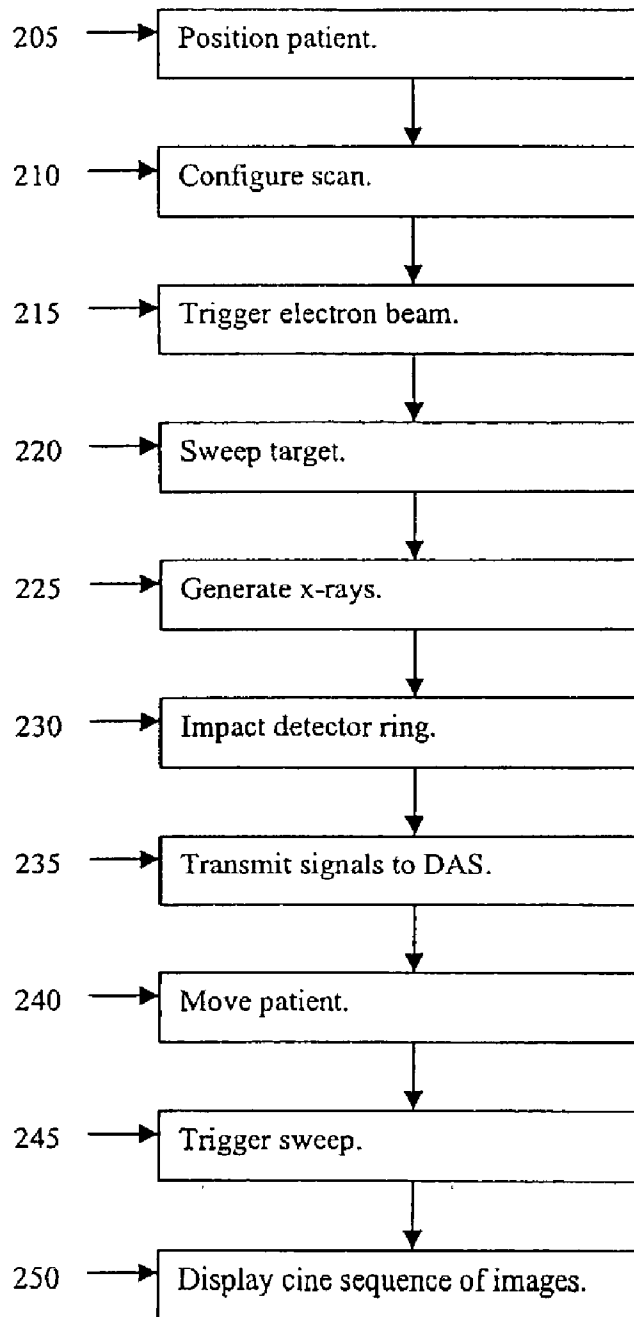 205 Position patient.
210 Configure scan.
215 Trigger electron beam.
220 Sweep target.
225 Generate x-rays.
230 Impact detector ring.
235 Transmit signals to DAS.
240 Move patient.
245 Trigger sweep.
250 Display cine sequence of images.